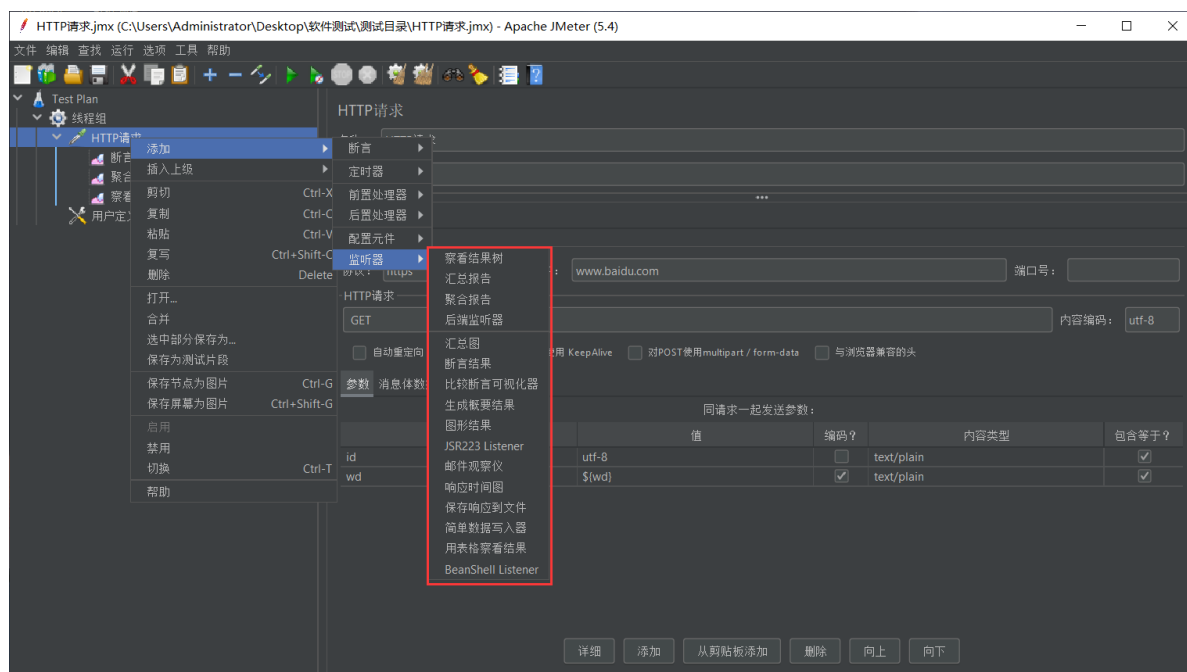 HTTP请求.jmx (C:\Users\Administrator\Desktop\软件测试\测试目录\HTTP请求.jmx) - Apache JMeter (5.4)
文件 编辑 查找 运行 选项 工具 帮助
Test Plan
线程组
HTTP请求
断言
聚合
察看
用户定义
添加
插入上级
剪切 Ctrl-X
复制 Ctrl-C
粘贴 Ctrl-V
复写 Ctrl+Shift-C
删除 Delete
打开...
合并
选中部分保存为...
保存为测试片段
保存节点为图片 Ctrl-G
保存屏幕为图片 Ctrl+Shift-G
启用
禁用
切换 Ctrl-T
帮助
断言
定时器
前置处理器
后置处理器
配置元件
监听器
察看结果树
汇总报告
聚合报告
后端监听器
汇总图
断言结果
比较断言可视化器
生成概要结果
图形结果
JSR223 Listener
邮件观察仪
响应时间图
保存响应到文件
简单数据写入器
用表格察看结果
BeanShell Listener
HTTP请求
协议: https : www.baidu.com 端口号:
HTTP请求
GET 内容编码: utf-8
自动重定向 使用 KeepAlive 对POST使用multipart / form-data 与浏览器兼容的头
参数 消息体数
同请求一起发送参数:
值 编码? 内容类型 包含等于?
id utf-8 text/plain
wd ${wd} text/plain
详细 添加 从剪贴板添加 删除 向上 向下